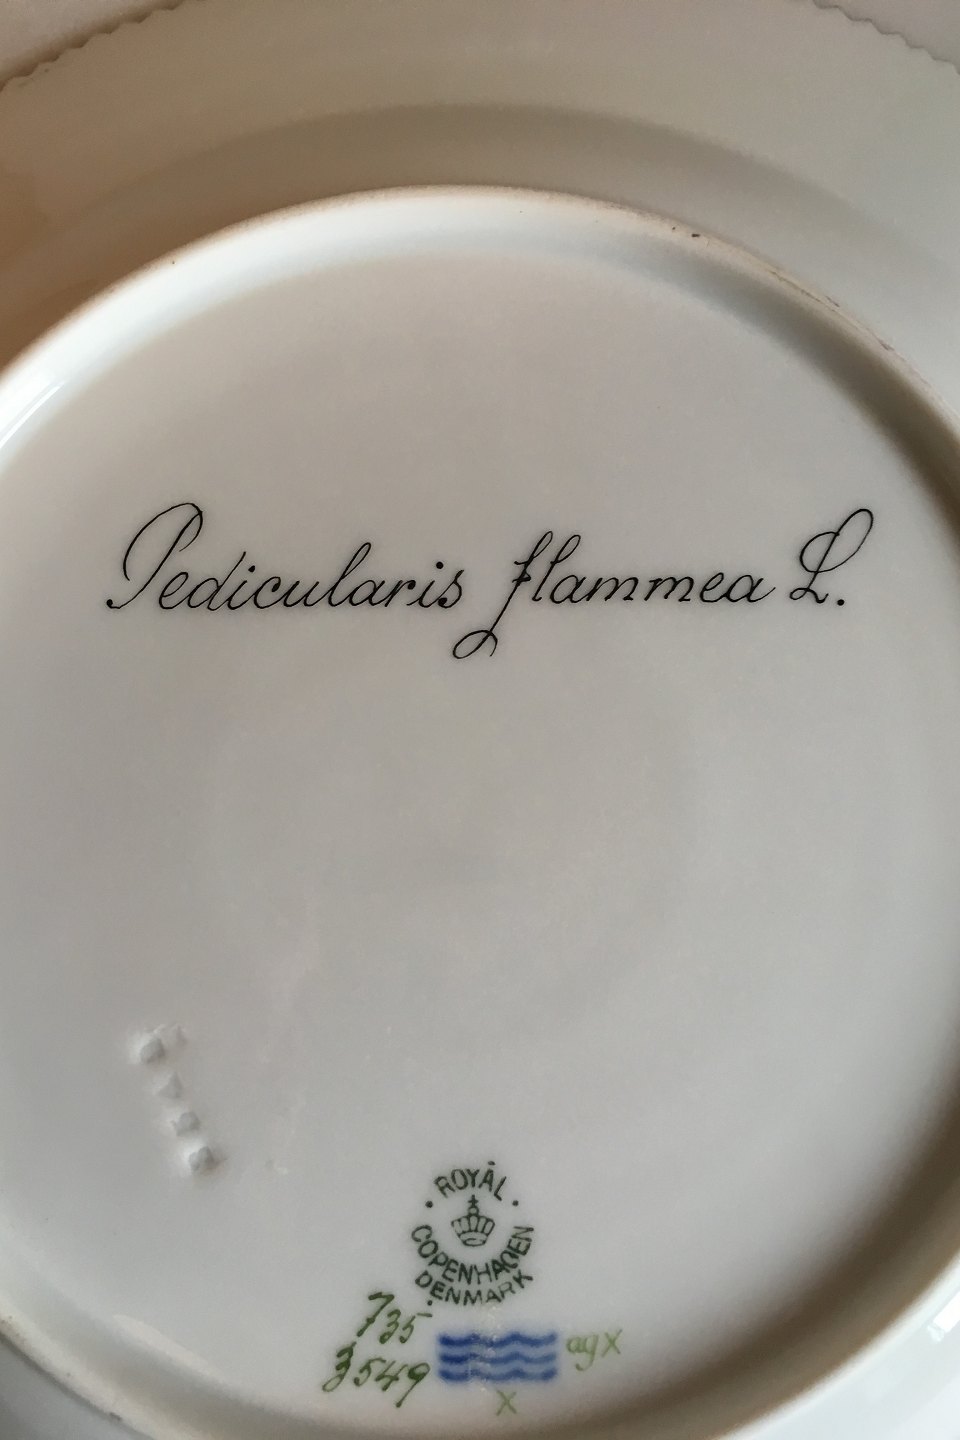 Pedicularis flammea L.
ROYAL
COPENHAGEN
DENMARK
735
3549
agx
x